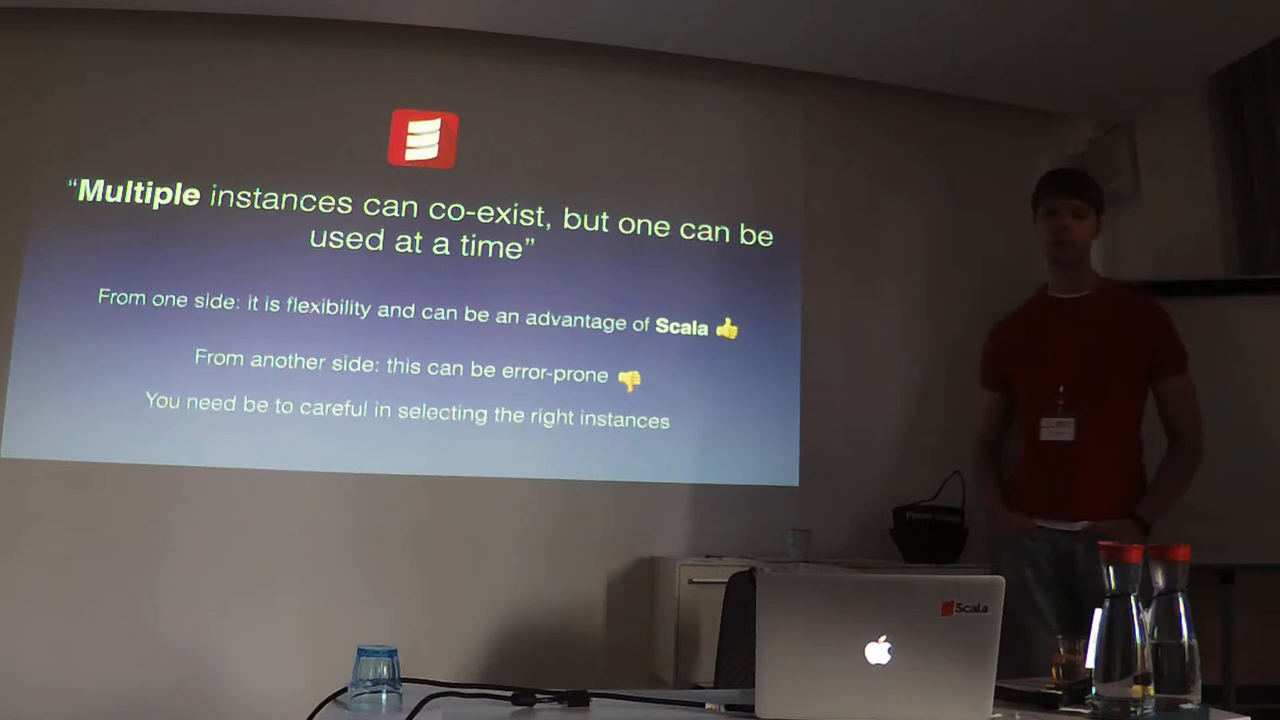 “Multiple instances can co-exist, but one can be
used at a time”
From one side: it is flexibility and can be an advantage of Scala 👍
From another side: this can be error-prone 👎
You need be to careful in selecting the right instances
Scala